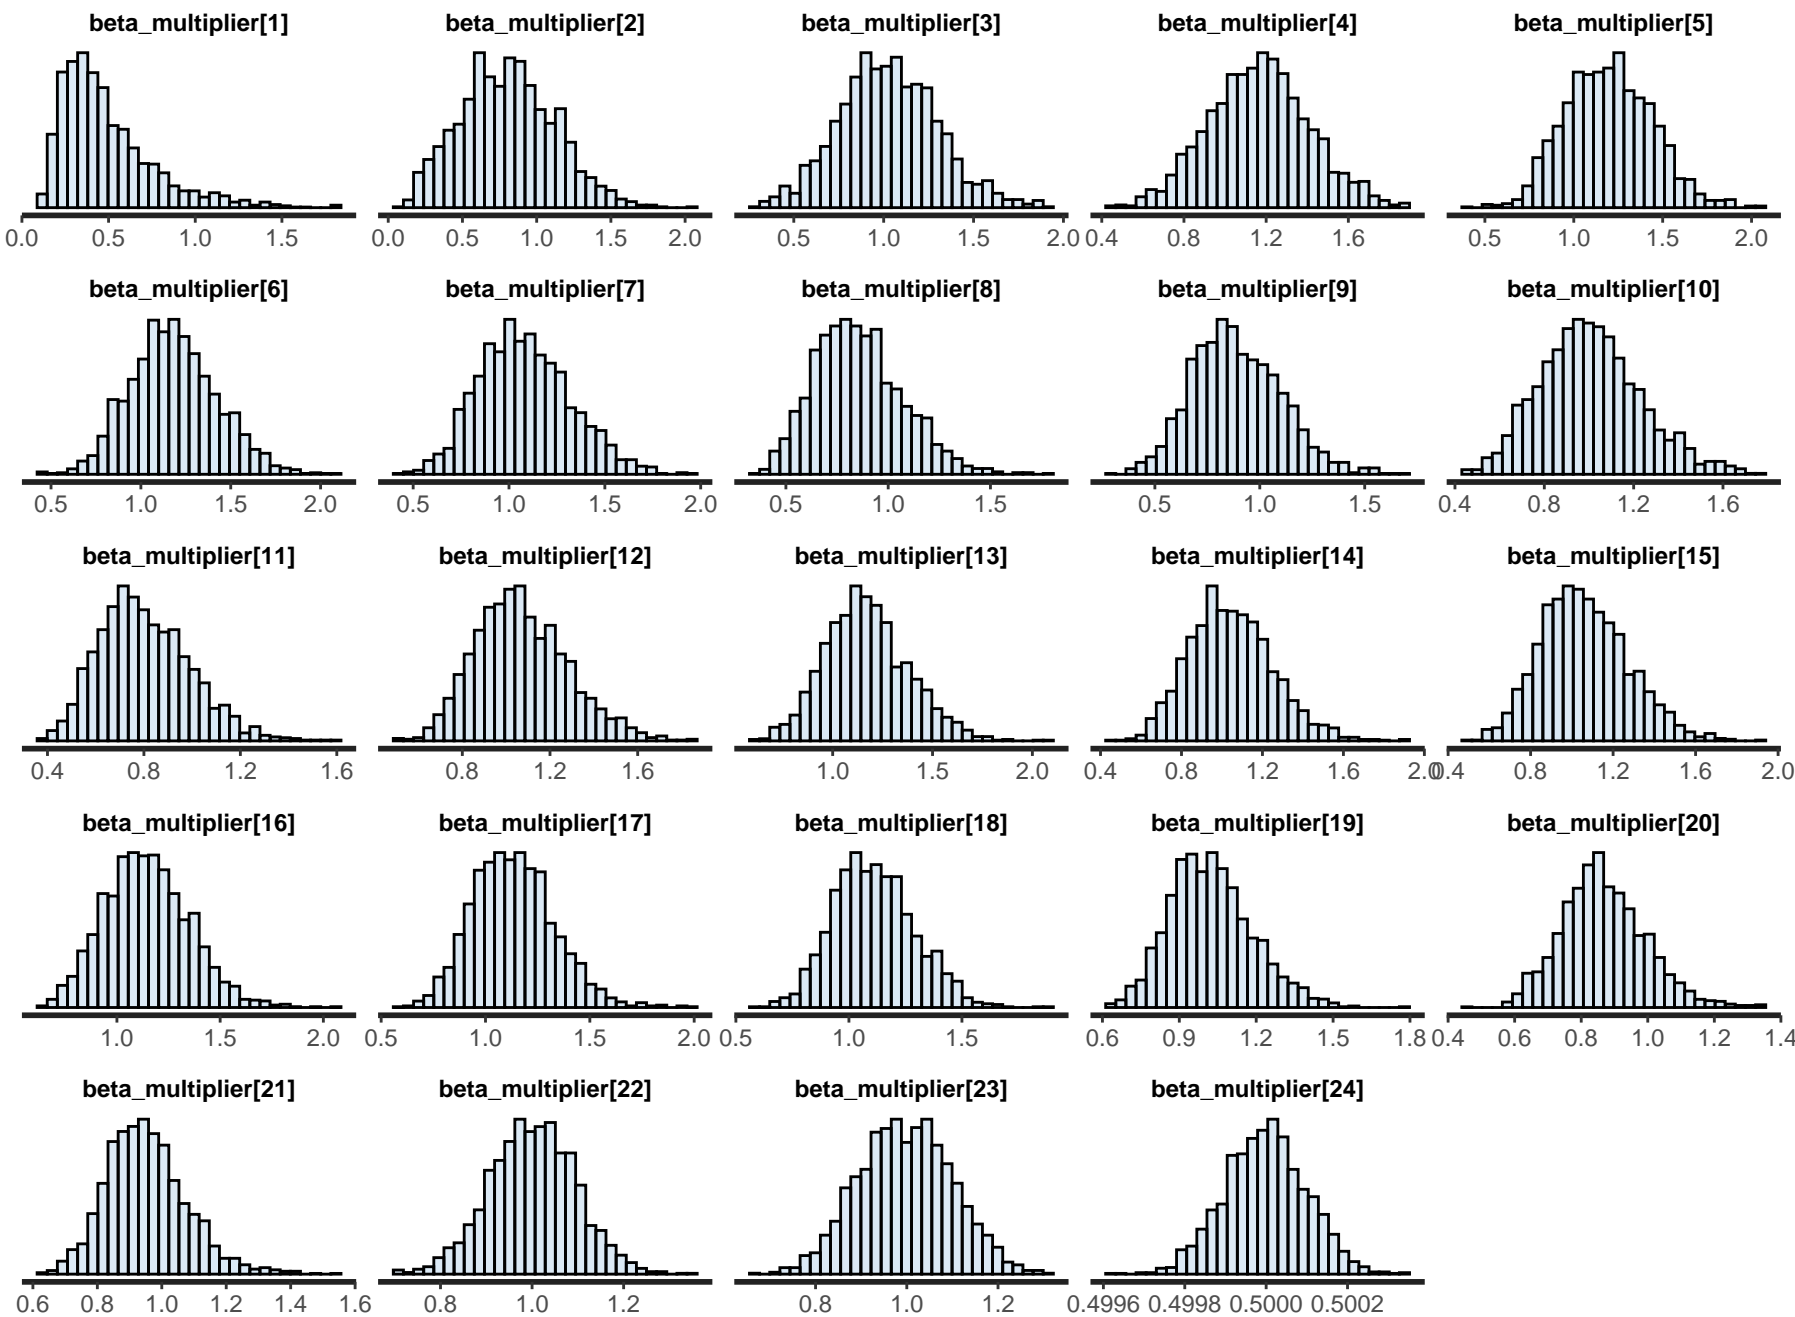 beta_multiplier[1] beta_multiplier[2] beta_multiplier[3] beta_multiplier[4] beta_multiplier[5]
0.0 0.5 1.0 1.5 0.0 0.5 1.0 1.5 2.0 0.5 1.0 1.5 2.0 0.4 0.8 1.2 1.6 0.5 1.0 1.5 2.0
beta_multiplier[6] beta_multiplier[7] beta_multiplier[8] beta_multiplier[9] beta_multiplier[10]
0.5 1.0 1.5 2.0 0.5 1.0 1.5 2.0 0.5 1.0 1.5 0.5 1.0 1.5 0.4 0.8 1.2 1.6
beta_multiplier[11] beta_multiplier[12] beta_multiplier[13] beta_multiplier[14] beta_multiplier[15]
0.4 0.8 1.2 1.6 0.8 1.2 1.6 1.0 1.5 2.0 0.4 0.8 1.2 1.6 2.0 0.4 0.8 1.2 1.6 2.0
beta_multiplier[16] beta_multiplier[17] beta_multiplier[18] beta_multiplier[19] beta_multiplier[20]
1.0 1.5 2.0 0.5 1.0 1.5 2.0 0.5 1.0 1.5 0.6 0.9 1.2 1.5 1.8 0.4 0.6 0.8 1.0 1.2 1.4
beta_multiplier[21] beta_multiplier[22] beta_multiplier[23] beta_multiplier[24]
0.6 0.8 1.0 1.2 1.4 1.6 0.8 1.0 1.2 0.8 1.0 1.2 0.4996 0.4998 0.5000 0.5002